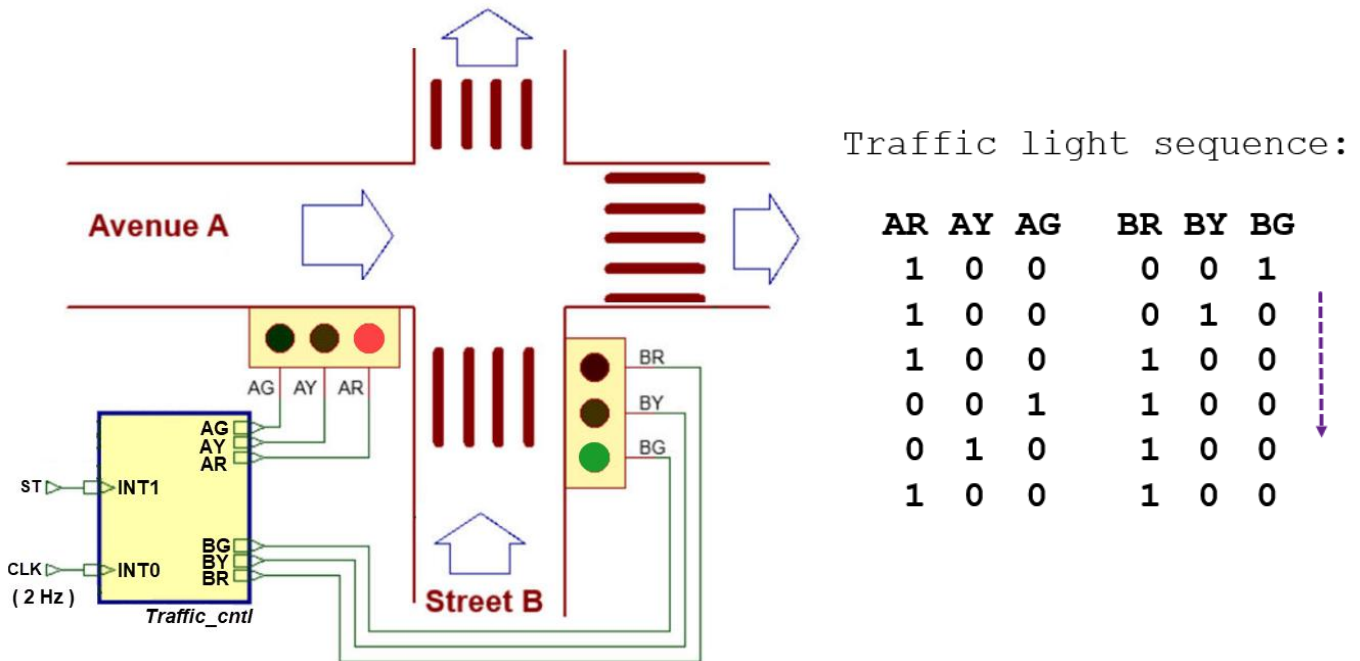 Traffic light sequence:
AR AY AG BR BY BG
1 0 0 0 0 1
1 0 0 0 1 0
1 0 0 1 0 0
0 0 1 1 0 0
0 1 0 1 0 0
1 0 0 1 0 0
Avenue A
AG AY AR
BR
BY
BG
AG
AY
AR
ST
INT1
BG
BY
BR
CLK
INT0
( 2 Hz )
Traffic_cntl
Street B